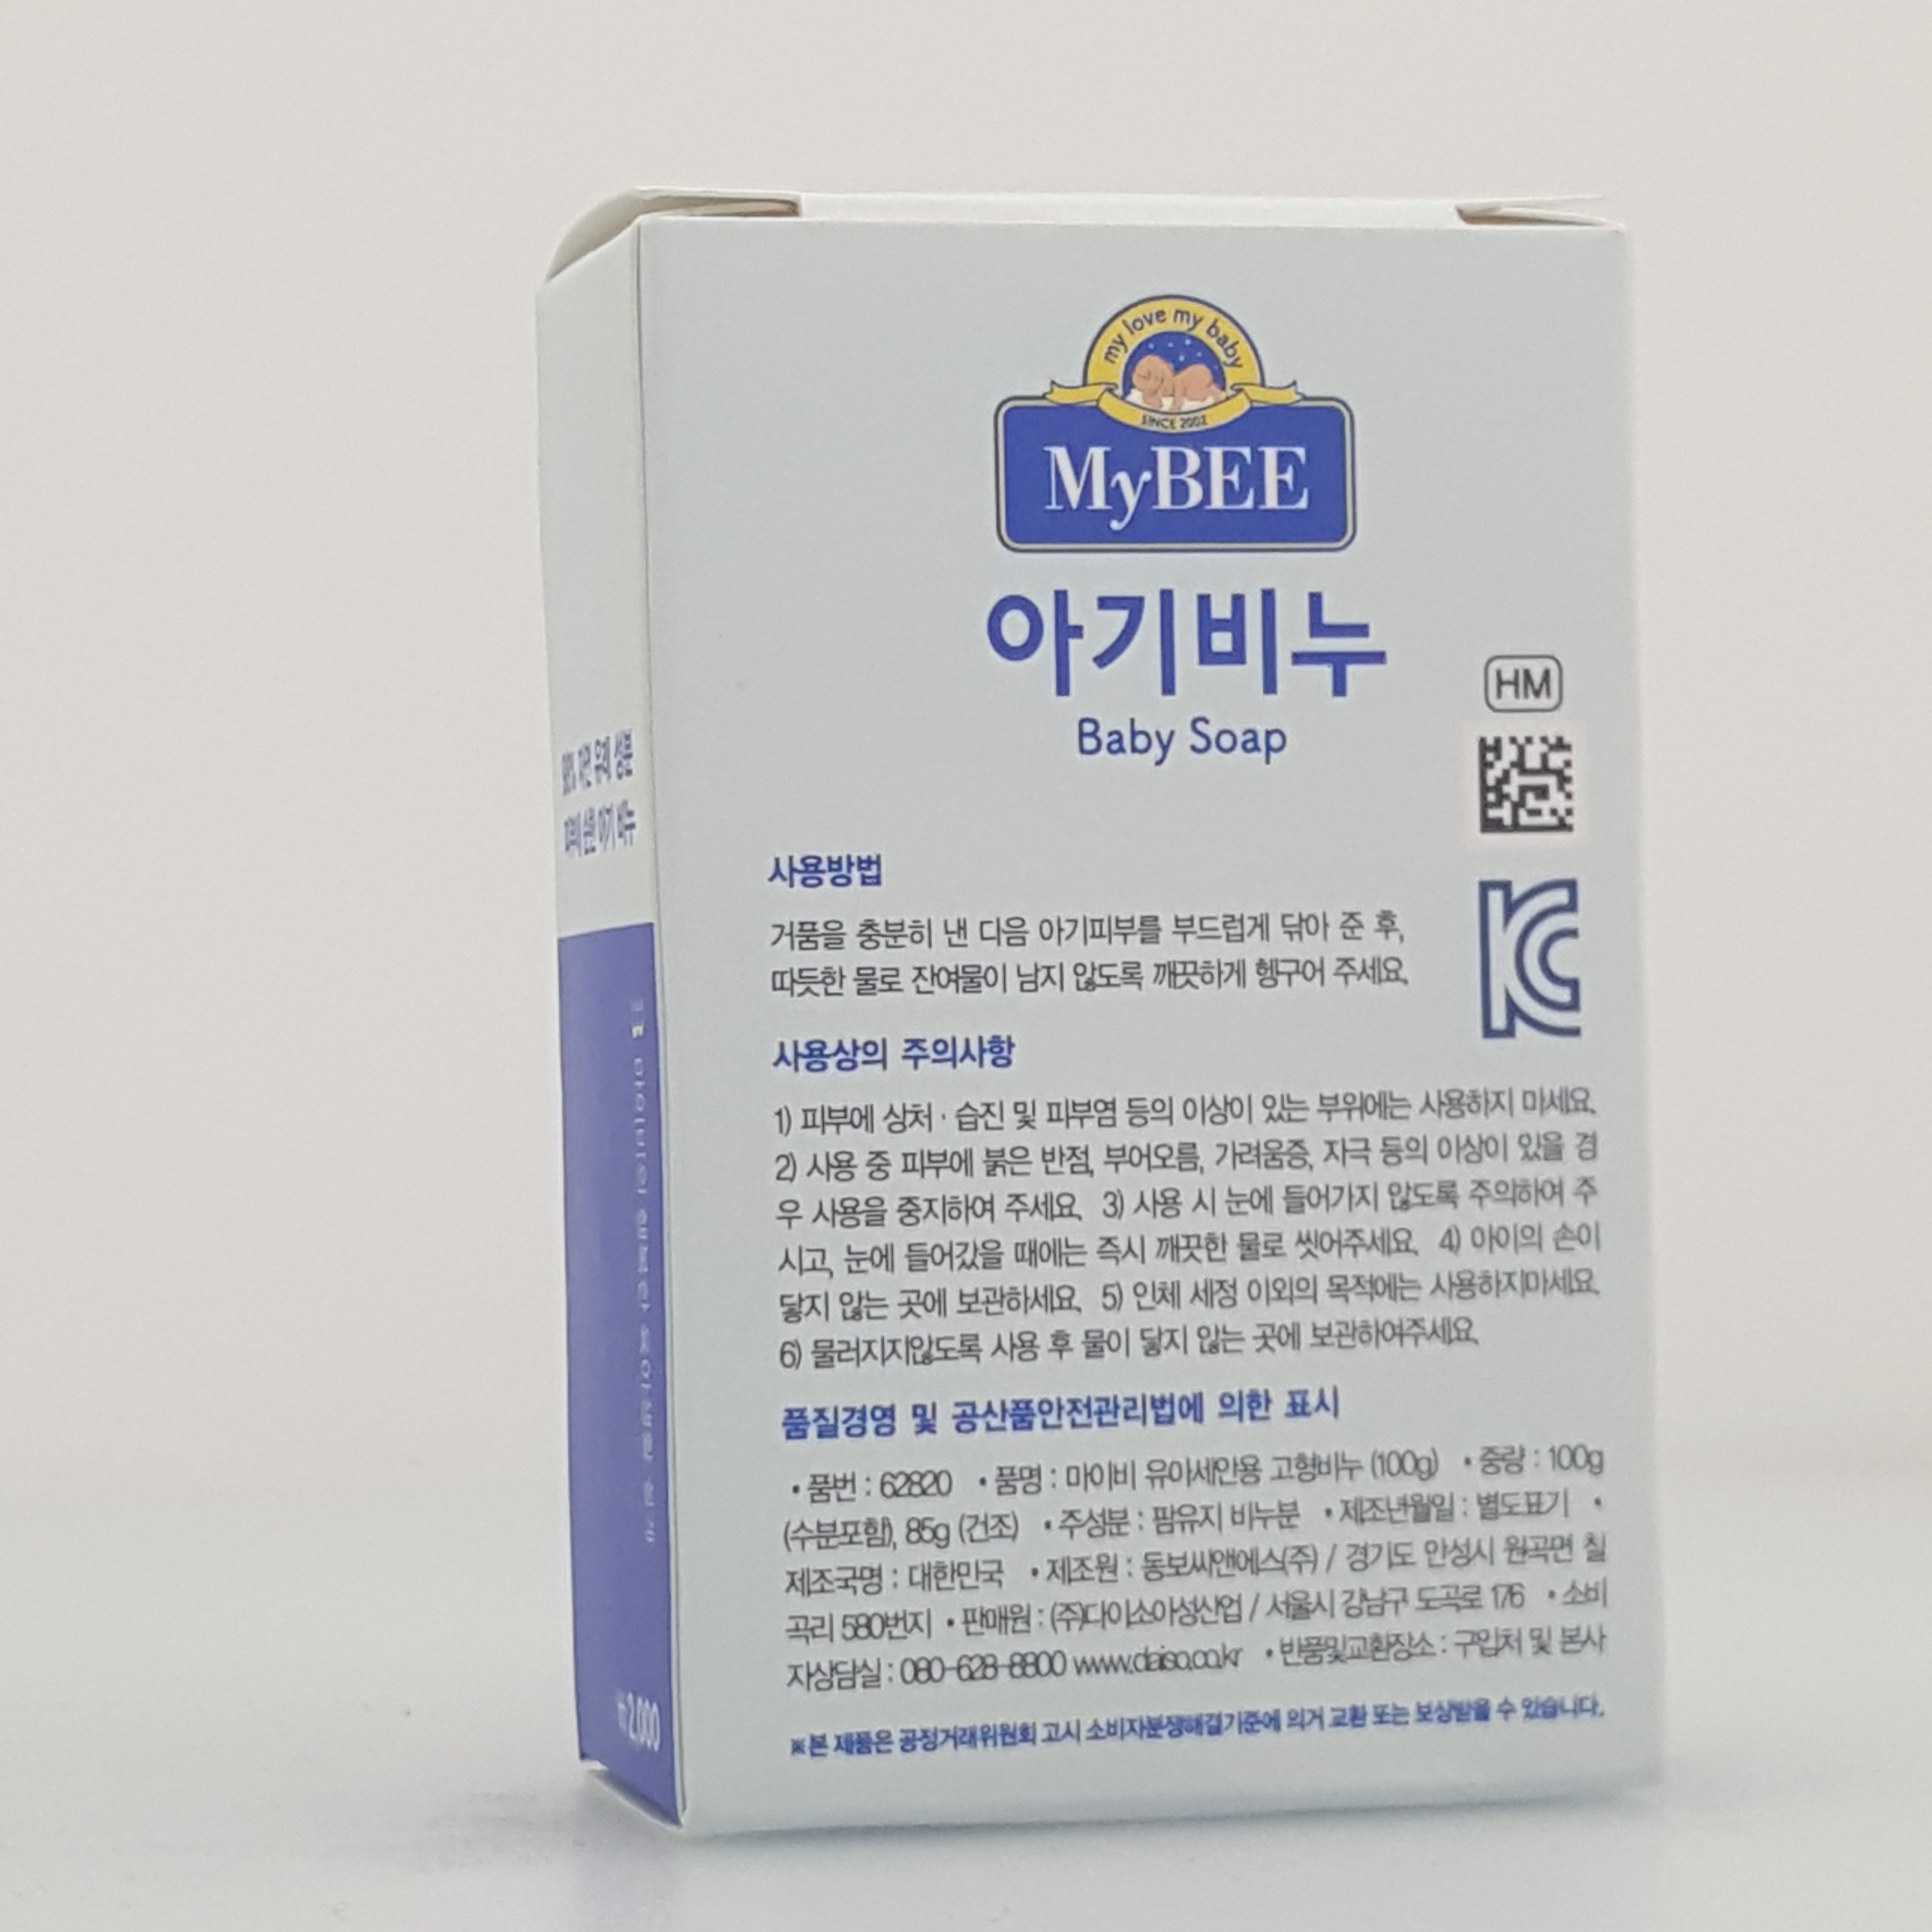 my love my baby
SINCE 2002
MyBEE
아기비누
Baby Soap
HM
사용방법
거품을 충분히 낸 다음 아기피부를 부드럽게 닦아 준 후,
따듯한 물로 잔여물이 남지 않도록 깨끗하게 헹구어 주세요.
사용상의 주의사항
1) 피부에 상처 · 습진 및 피부염 등의 이상이 있는 부위에는 사용하지 마세요.
2) 사용 중 피부에 붉은 반점, 부어오름, 가려움증, 자극 등의 이상이 있을 경
우 사용을 중지하여 주세요. 3) 사용 시 눈에 들어가지 않도록 주의하여 주
시고, 눈에 들어갔을 때에는 즉시 깨끗한 물로 씻어주세요. 4) 아이의 손이
닿지 않는 곳에 보관하세요. 5) 인체 세정 이외의 목적에는 사용하지마세요.
6) 물러지지않도록 사용 후 물이 닿지 않는 곳에 보관하여주세요.
품질경영 및 공산품안전관리법에 의한 표시
• 품번 : 62820 • 품명 : 마이비 유아세안용 고형비누 (100g) • 중량 : 100g
(수분포함), 85g (건조) • 주성분 : 팜유지 비누분 • 제조년월일 : 별도표기 •
제조국명 : 대한민국 • 제조원 : 동보씨앤에스(주) / 경기도 안성시 원곡면 칠
곡리 580번지 • 판매원 : (주)다이소아성산업 / 서울시 강남구 도곡로 176 • 소비
자상담실 : 080-628-8800 www.daiso.co.kr • 반품및교환장소 : 구입처 및 본사
※본 제품은 공정거래위원회 고시 소비자분쟁해결기준에 의거 교환 또는 보상받을 수 있습니다.
자연 유래 성분
피부에 순한 아기 비누
₩2,000